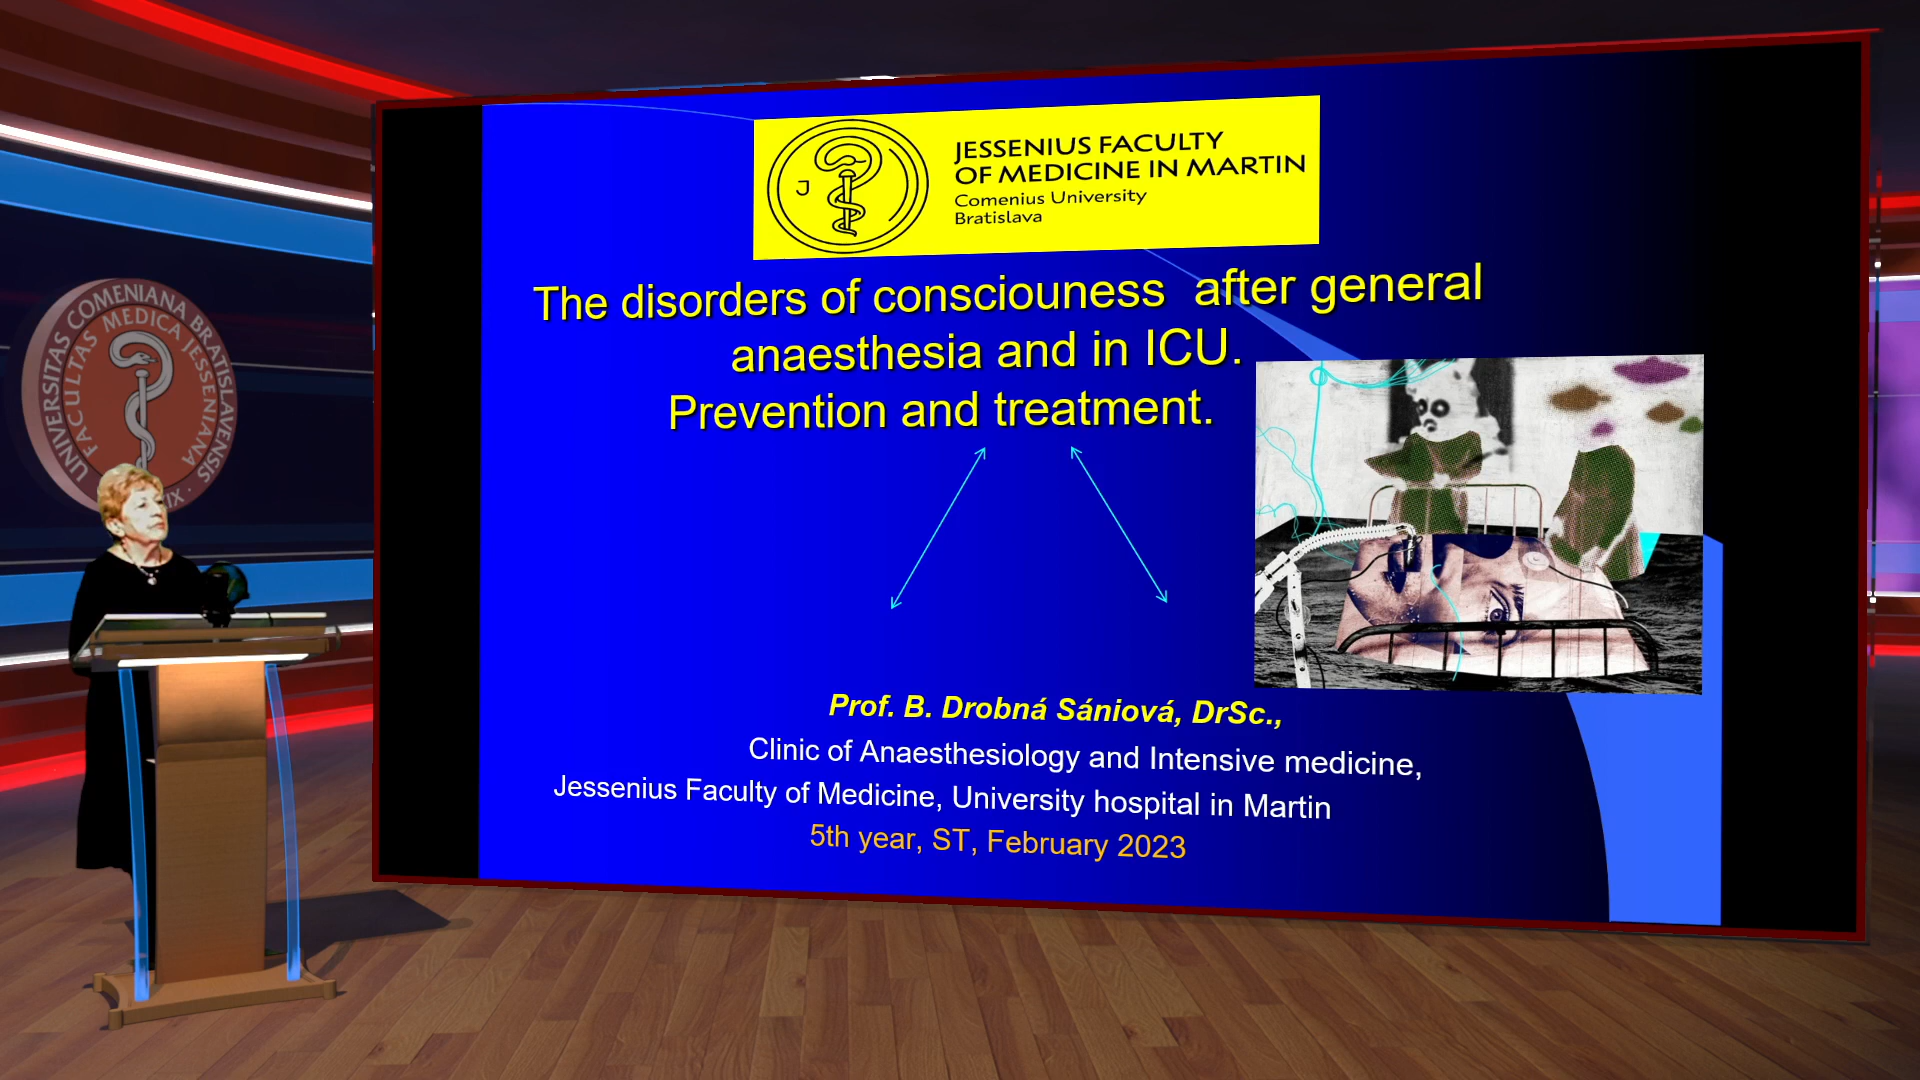 JESSENIUS FACULTY
OF MEDICINE IN MARTIN
Comenius University
Bratislava
J
The disorders of consciouness after general
anaesthesia and in ICU.
Prevention and treatment.
Prof. B. Drobná Sániová, DrSc.,
Clinic of Anaesthesiology and Intensive medicine,
Jessenius Faculty of Medicine, University hospital in Martin
5th year, ST, February 2023
UNIVERSITAS COMENIANA BRATISLAVENSIS
FACULTAS MEDICA JESSENIANA